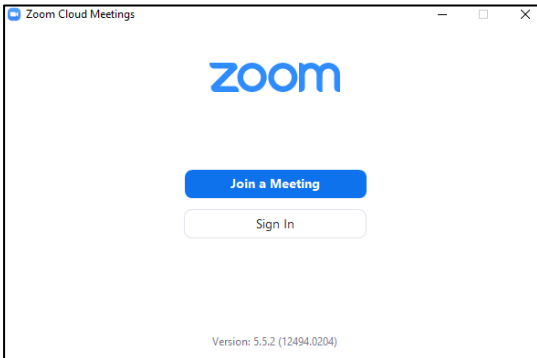 Zoom Cloud Meetings
zoom
Join a Meeting
Sign In
Version: 5.5.2 (12494.0204)